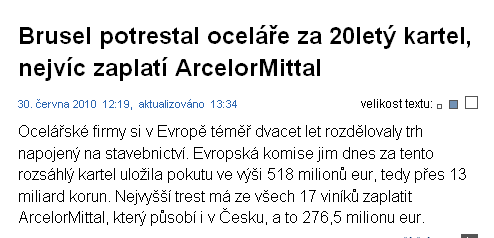 Brusel potrestal oceláře za 20letý kartel,
nejvíc zaplatí ArcelorMittal
30. června 2010 12:19, aktualizováno 13:34 velikost textu:
Ocelářské firmy si v Evropě téměř dvacet let rozdělovaly trh
napojený na stavebnictví. Evropská komise jim dnes za tento
rozsáhlý kartel uložila pokutu ve výši 518 milionů eur, tedy přes 13
miliard korun. Nejvyšší trest má ze všech 17 viníků zaplatit
ArcelorMittal, který působí i v Česku, a to 276,5 milionu eur.